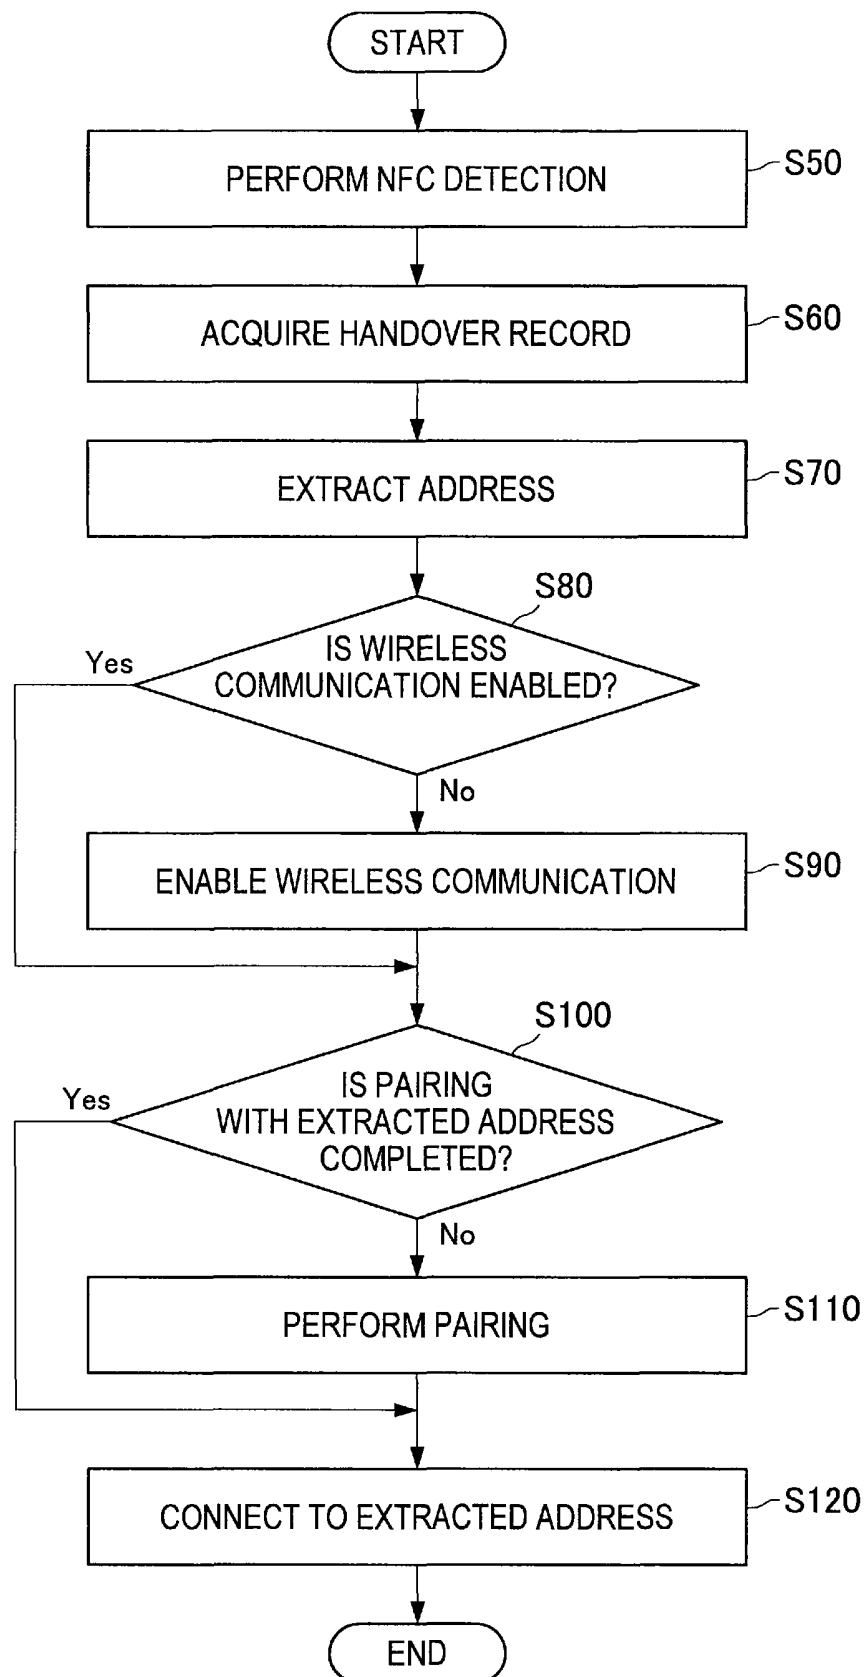 START
PERFORM NFC DETECTION
S50
ACQUIRE HANDOVER RECORD
S60
EXTRACT ADDRESS
S70
S80
IS WIRELESS
COMMUNICATION ENABLED?
Yes
No
ENABLE WIRELESS COMMUNICATION
S90
S100
IS PAIRING
WITH EXTRACTED ADDRESS
COMPLETED?
Yes
No
PERFORM PAIRING
S110
CONNECT TO EXTRACTED ADDRESS
S120
END